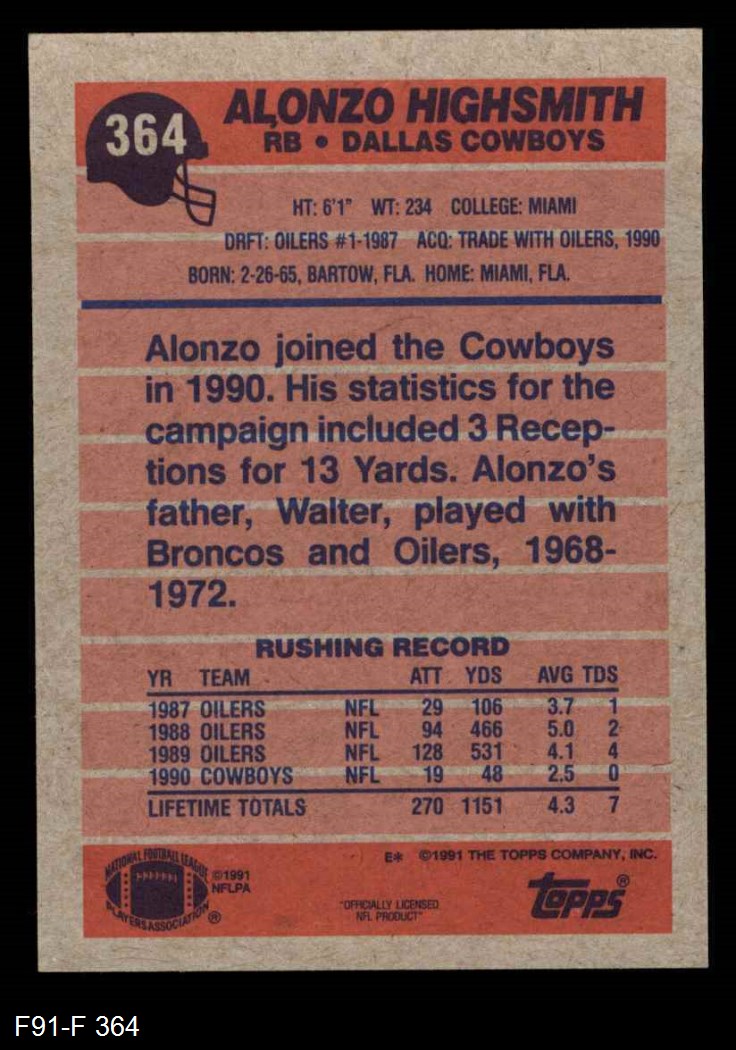 364
ALONZO HIGHSMITH
RB • DALLAS COWBOYS
HT: 6'1" WT: 234 COLLEGE: MIAMI
DRFT: OILERS #1-1987 ACQ: TRADE WITH OILERS, 1990
BORN: 2-26-65, BARTOW, FLA. HOME: MIAMI, FLA.
Alonzo joined the Cowboys
in 1990. His statistics for the
campaign included 3 Recep-
tions for 13 Yards. Alonzo's
father, Walter, played with
Broncos and Oilers, 1968-
1972.
RUSHING RECORD
YR TEAM ATT YDS AVG TDS
1987 OILERS NFL 29 106 3.7 1
1988 OILERS NFL 94 466 5.0 2
1989 OILERS NFL 128 531 4.1 4
1990 COWBOYS NFL 19 48 2.5 0
LIFETIME TOTALS 270 1151 4.3 7
E* ©1991 THE TOPPS COMPANY, INC.
NATIONAL FOOTBALL LEAGUE
PLAYERS ASSOCIATION ®
©1991
NFLPA
"OFFICIALLY LICENSED
NFL PRODUCT"
topps®
F91-F 364